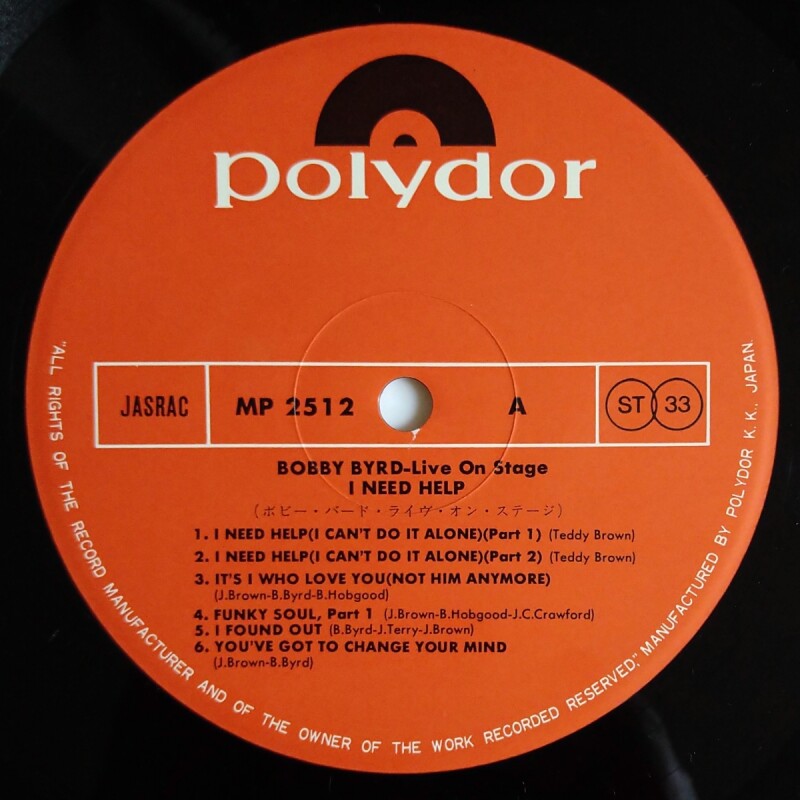 polydor
JASRAC
MP 2512
A
ST 33
BOBBY BYRD-Live On Stage
I NEED HELP
(ボビー・バード・ライヴ・オン・ステージ)
1. I NEED HELP(I CAN'T DO IT ALONE)(Part 1) (Teddy Brown)
2. I NEED HELP(I CAN'T DO IT ALONE)(Part 2) (Teddy Brown)
3. IT'S I WHO LOVE YOU(NOT HIM ANYMORE)
(J.Brown-B.Byrd-B.Hobgood)
4. FUNKY SOUL, Part 1 (J.Brown-B.Hobgood-J.C.Crawford)
5. I FOUND OUT (B.Byrd-J.Terry-J.Brown)
6. YOU'VE GOT TO CHANGE YOUR MIND
(J.Brown-B.Byrd)
"ALL RIGHTS OF THE RECORD MANUFACTURER AND OF THE OWNER OF THE WORK RECORDED RESERVED," MANUFACTURED BY POLYDOR K.K., JAPAN